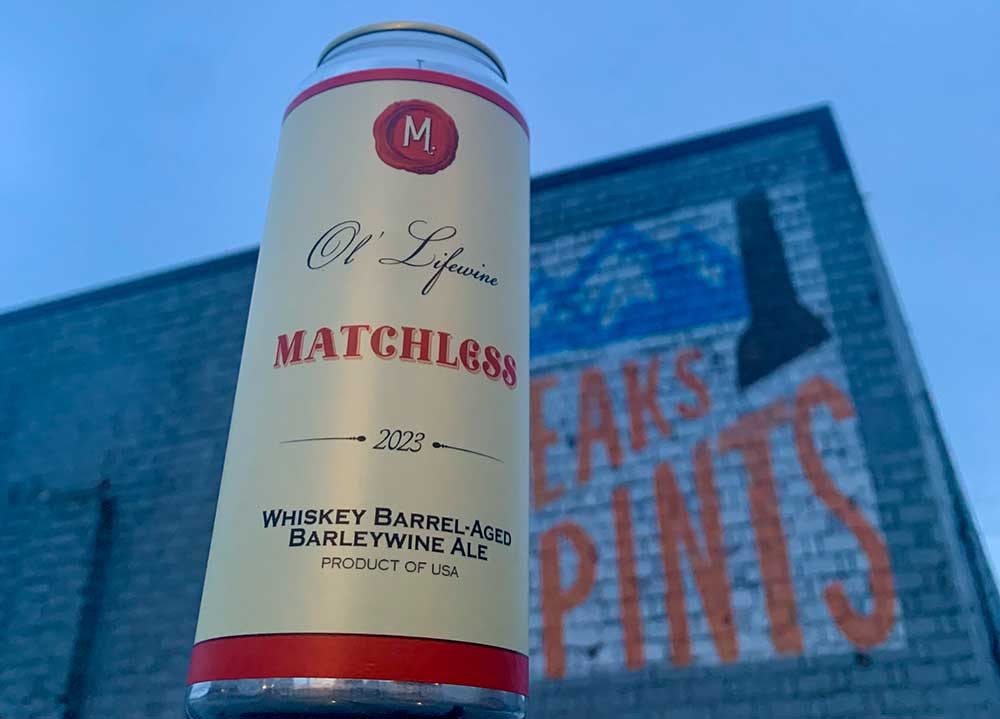 M.
Ol' Lifewine
MATCHLESS
2023
WHISKEY BARREL-AGED
BARLEYWINE ALE
PRODUCT OF USA
EAKS
PINTS